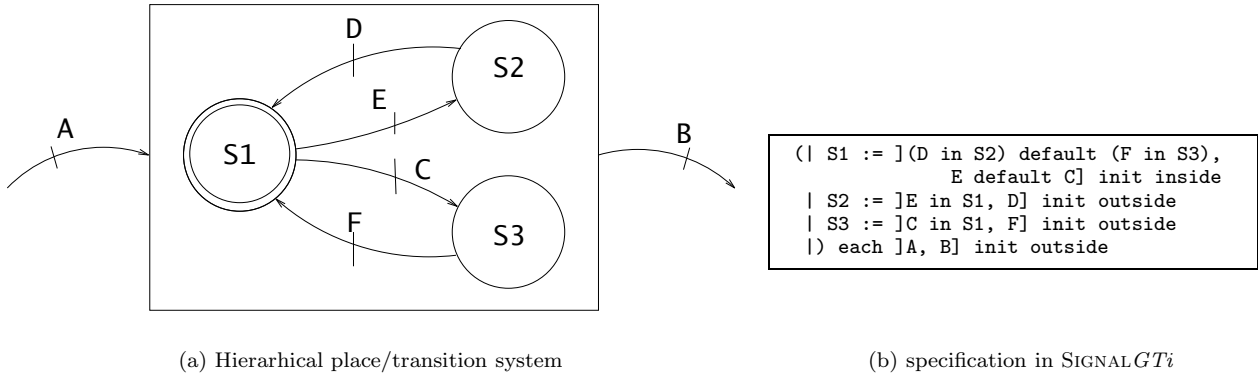 D
S2
E
A
B
S1
C
F
S3
(| S1 := ](D in S2) default (F in S3),
E default C] init inside
| S2 := ]E in S1, D] init outside
| S3 := ]C in S1, F] init outside
|) each ]A, B] init outside
(a) Hierarhical place/transition system
(b) specification in SIGNALGTi